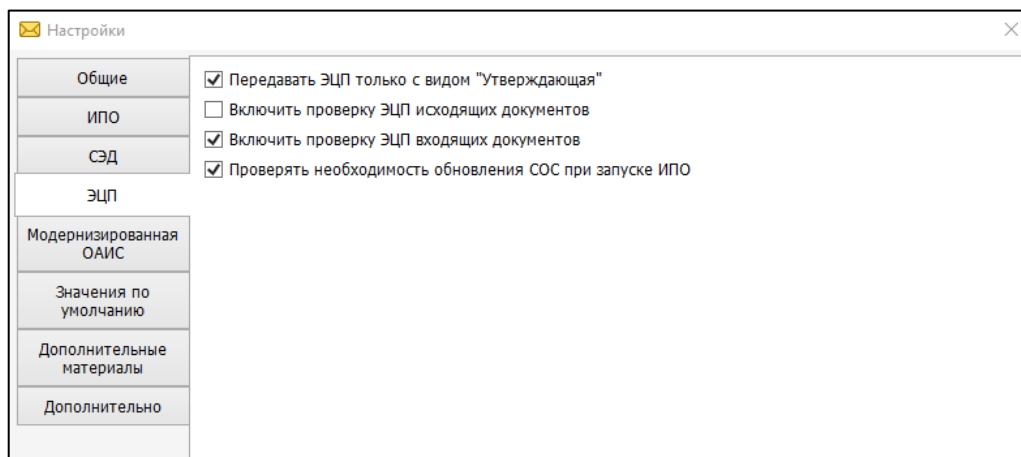 Настройки
Общие
ИПО
СЭД
ЭЦП
Модернизированная
ОАИС
Значения по
умолчанию
Дополнительные
материалы
Дополнительно
Передавать ЭЦП только с видом "Утверждающая"
Включить проверку ЭЦП исходящих документов
Включить проверку ЭЦП входящих документов
Проверять необходимость обновления СОС при запуске ИПО